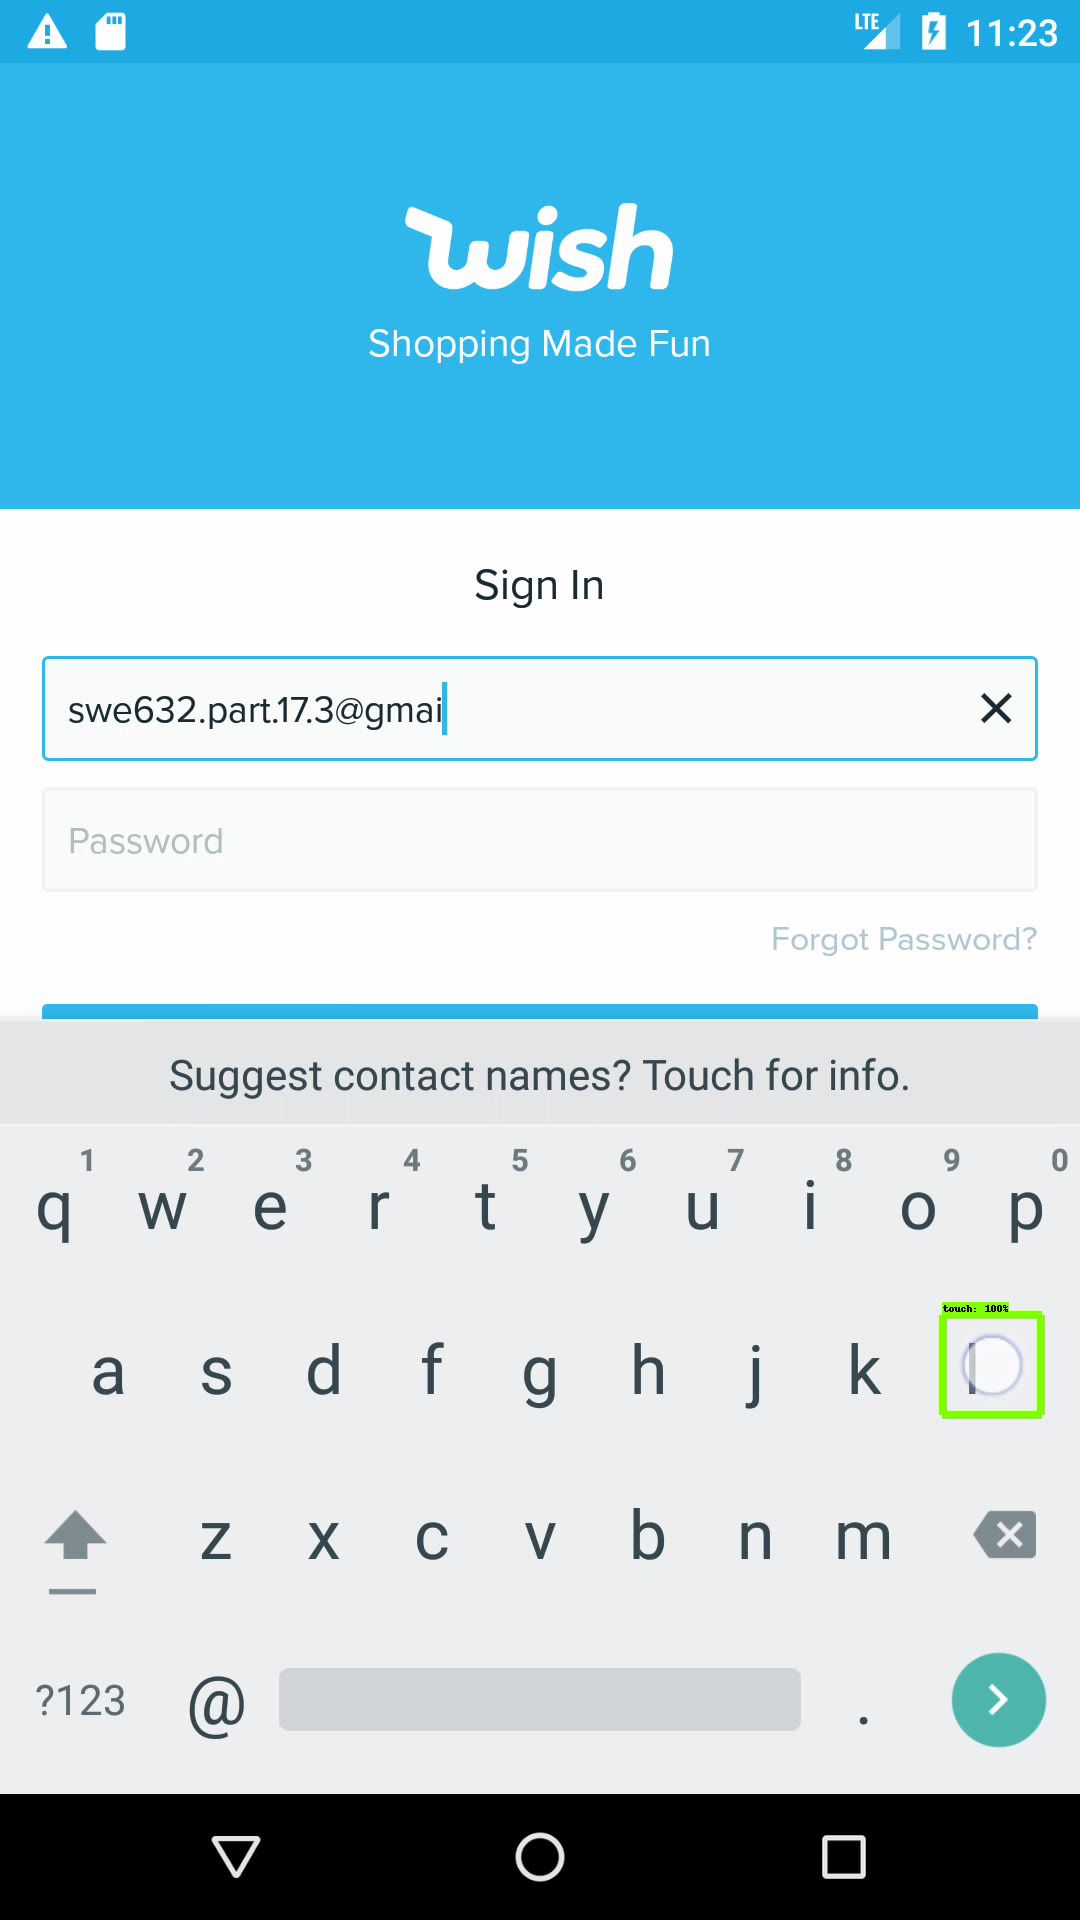 LTE 11:23
wish
Shopping Made Fun
Sign In
swe632.part.17.3@gmai
Password
Forgot Password?
Suggest contact names? Touch for info.
1 2 3 4 5 6 7 8 9 0
q w e r t y u i o p
touch: 100%
a s d f g h j k l
z x c v b n m
?123 @ .